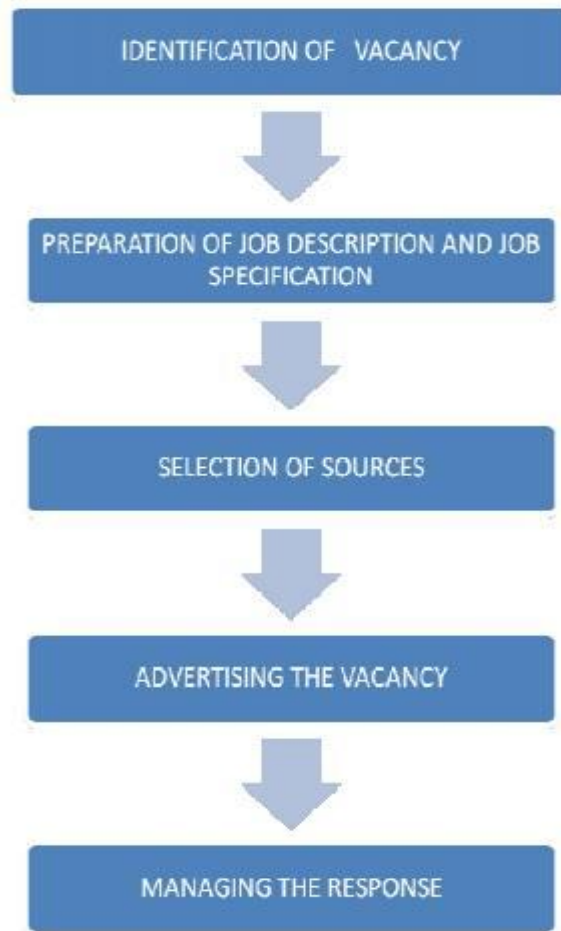 IDENTIFICATION OF VACANCY
PREPARATION OF JOB DESCRIPTION AND JOB
SPECIFICATION
SELECTION OF SOURCES
ADVERTISING THE VACANCY
MANAGING THE RESPONSE